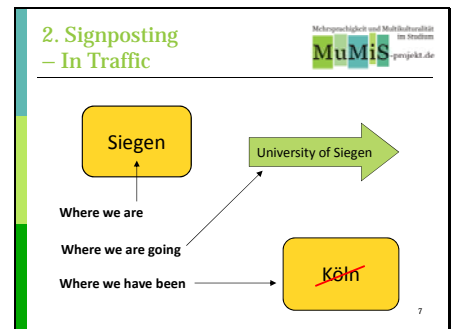 2. Signposting
– In Traffic
Mehrsprachigkeit und Multikulturalität
im Studium
MuMiS-projekt.de
Siegen
University of Siegen
Where we are
Where we are going
Where we have been
Köln
7